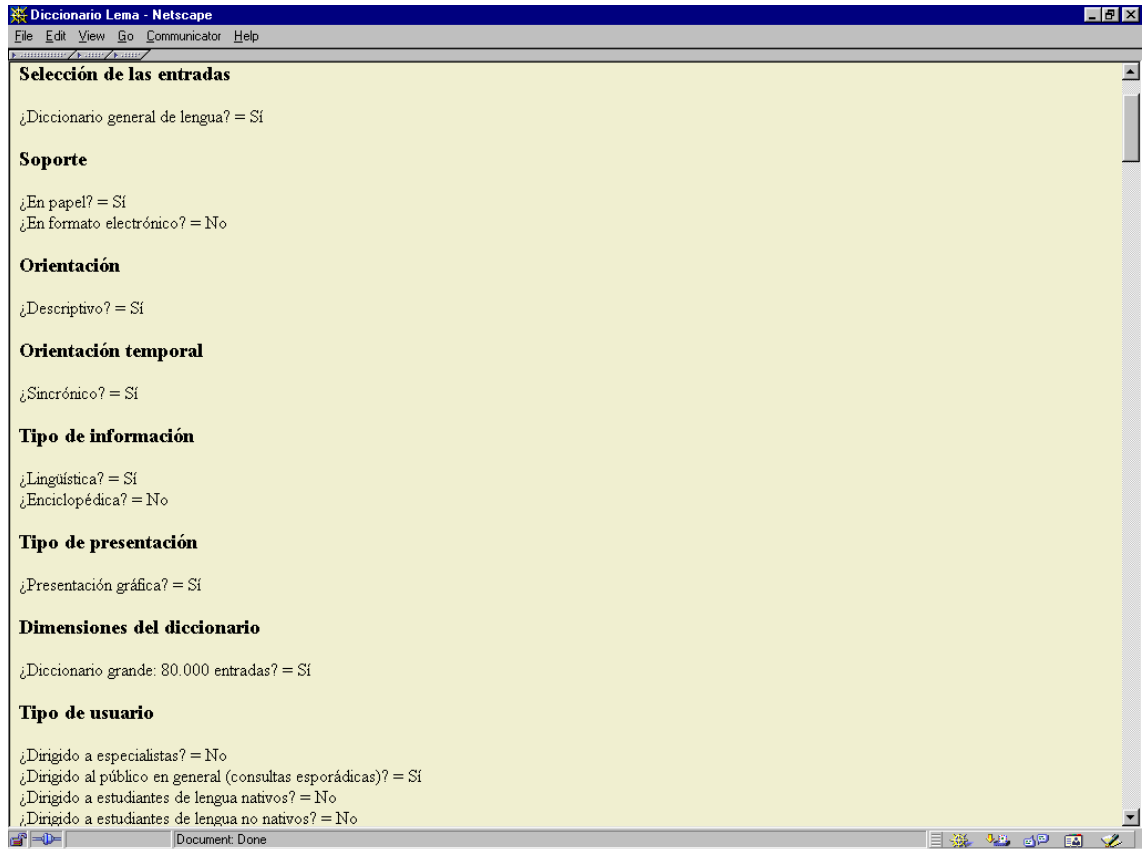 Diccionario Lema - Netscape
File Edit View Go Communicator Help
Selección de las entradas
¿Diccionario general de lengua? = Sí
Soporte
¿En papel? = Sí
¿En formato electrónico? = No
Orientación
¿Descriptivo? = Sí
Orientación temporal
¿Sincrónico? = Sí
Tipo de información
¿Lingüística? = Sí
¿Enciclopédica? = No
Tipo de presentación
¿Presentación gráfica? = Sí
Dimensiones del diccionario
¿Diccionario grande: 80.000 entradas? = Sí
Tipo de usuario
¿Dirigido a especialistas? = No
¿Dirigido al público en general (consultas esporádicas)? = Sí
¿Dirigido a estudiantes de lengua nativos? = No
¿Dirigido a estudiantes de lengua no nativos? = No
Document: Done